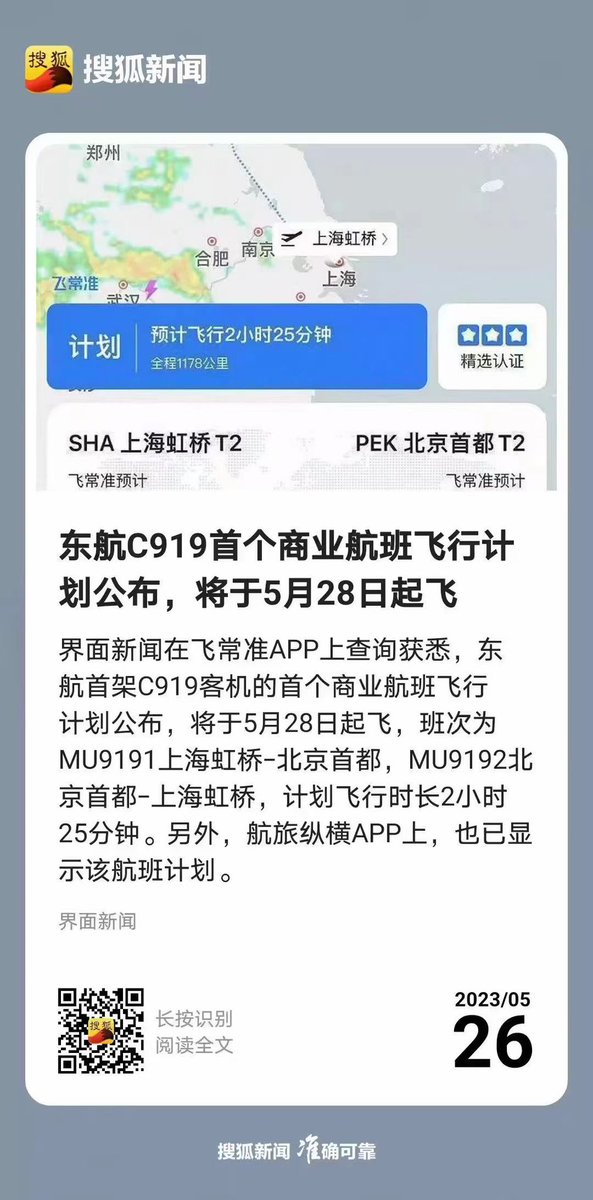 搜狐
搜狐新闻
郑州
合肥
南京
上海虹桥
上海
飞常准
武汉
计划
预计飞行2小时25分钟
全程1178公里
精选认证
SHA 上海虹桥T2
PEK 北京首都T2
飞常准预计
飞常准预计
东航C919首个商业航班飞行计
划公布，将于5月28日起飞
界面新闻在飞常准APP上查询获悉，东
航首架C919客机的首个商业航班飞行
计划公布，将于5月28日起飞，班次为
MU9191上海虹桥-北京首都，MU9192北
京首都-上海虹桥，计划飞行时长2小时
25分钟。另外，航旅纵横APP上，也已显
示该航班计划。
界面新闻
搜狐
长按识别
阅读全文
2023/05
26
搜狐新闻 准确可靠